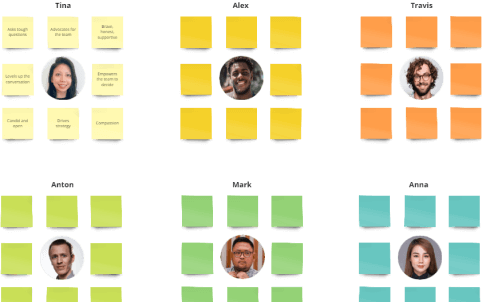 Tina
Alex
Travis
Asks tough
questions
Advocates for
the team
Brave,
honest,
supportive
Levels up the
conversation
Empowers
the team to
decide
Candid and
warm
Drives
strategy
Compassion
Anton
Mark
Anna